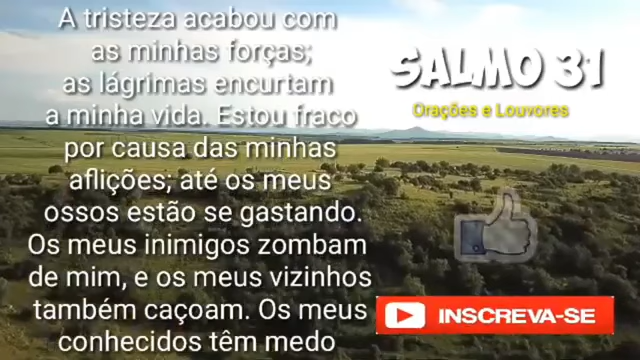 A tristeza acabou com
as minhas forças;
as lágrimas encurtam
a minha vida. Estou fraco
por causa das minhas
aflições; até os meus
ossos estão se gastando.
Os meus inimigos zombam
de mim, e os meus vizinhos
também caçoam. Os meus
conhecidos têm medo
SALMO 31
Orações e Louvores
INSCREVA-SE